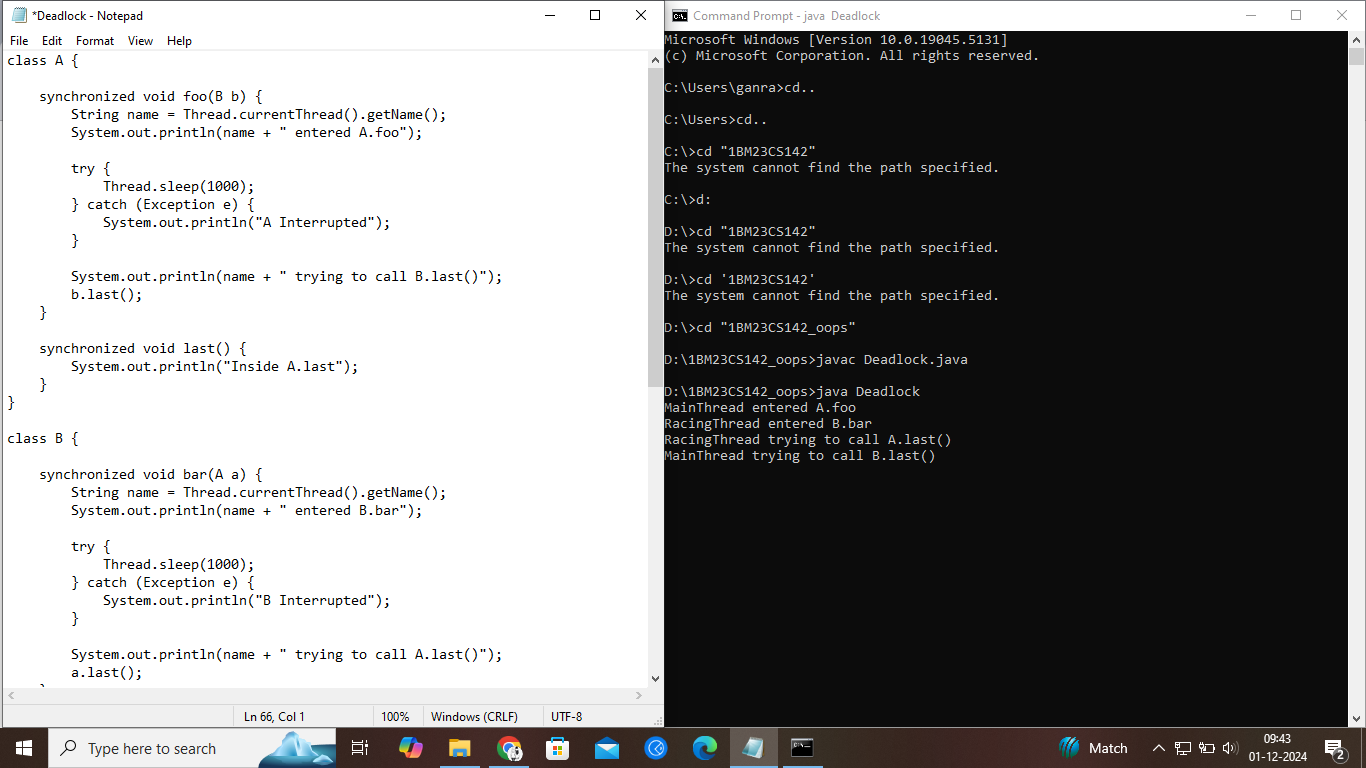 *Deadlock - Notepad
File Edit Format View Help
class A {
    synchronized void foo(B b) {
        String name = Thread.currentThread().getName();
        System.out.println(name + " entered A.foo");
        try {
            Thread.sleep(1000);
        } catch (Exception e) {
            System.out.println("A Interrupted");
        }
        System.out.println(name + " trying to call B.last()");
        b.last();
    }
    synchronized void last() {
        System.out.println("Inside A.last");
    }
}
class B {
    synchronized void bar(A a) {
        String name = Thread.currentThread().getName();
        System.out.println(name + " entered B.bar");
        try {
            Thread.sleep(1000);
        } catch (Exception e) {
            System.out.println("B Interrupted");
        }
        System.out.println(name + " trying to call A.last()");
        a.last();
Ln 66, Col 1 100% Windows (CRLF) UTF-8
Command Prompt - java Deadlock
Microsoft Windows [Version 10.0.19045.5131]
(c) Microsoft Corporation. All rights reserved.
C:\Users\ganra>cd..
C:\Users>cd..
C:\>cd "1BM23CS142"
The system cannot find the path specified.
C:\>d:
D:\>cd "1BM23CS142"
The system cannot find the path specified.
D:\>cd '1BM23CS142'
The system cannot find the path specified.
D:\>cd "1BM23CS142_oops"
D:\1BM23CS142_oops>javac Deadlock.java
D:\1BM23CS142_oops>java Deadlock
MainThread entered A.foo
RacingThread entered B.bar
RacingThread trying to call A.last()
MainThread trying to call B.last()
Type here to search
Match
09:43
01-12-2024
2